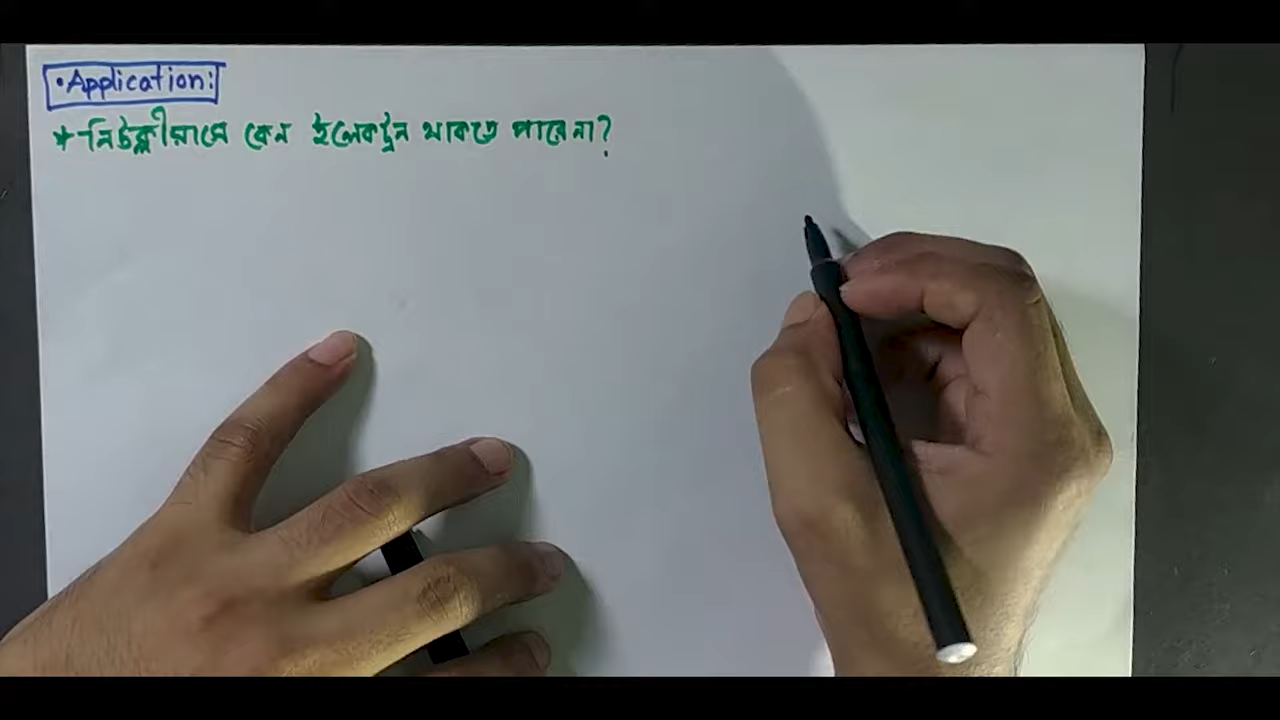 • Application:
* নিউক্লীয়াসে কেন ইলেকট্রন থাকতে পারেনা?